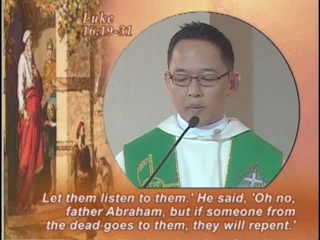 Luke
16:19-31
Let them listen to them.' He said, 'Oh no,
father Abraham, but if someone from
the dead goes to them, they will repent.'